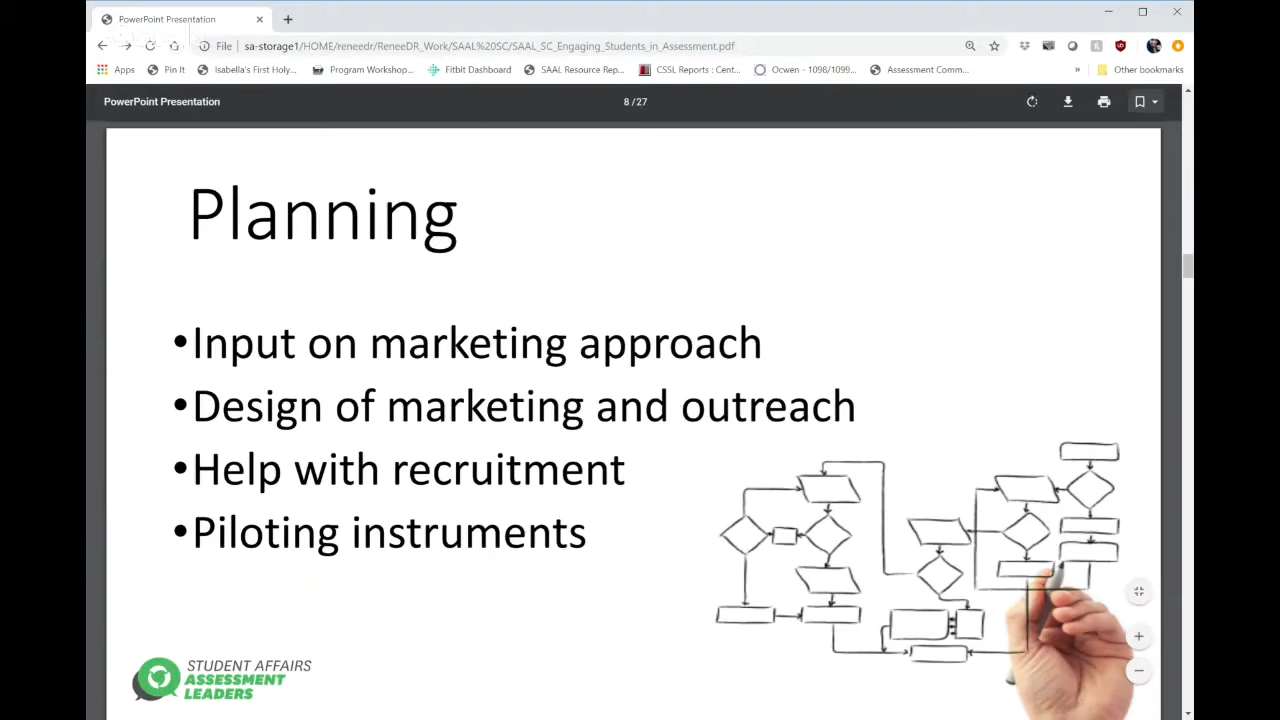 PowerPoint Presentation
File
sa-storage1/HOME/reneedr/ReneeDR_Work/SAAL%20SC/SAAL_SC_Engaging_Students_in_Assessment.pdf
Apps
Pin It
Isabella's First Holy...
Program Workshop...
Fitbit Dashboard
SAAL Resource Rep...
CSSL Reports : Cent...
Ocwen - 1098/1099...
Assessment Comm...
»
Other bookmarks
PowerPoint Presentation
8 / 27
Planning
•Input on marketing approach
•Design of marketing and outreach
•Help with recruitment
•Piloting instruments
STUDENT AFFAIRS
ASSESSMENT
LEADERS